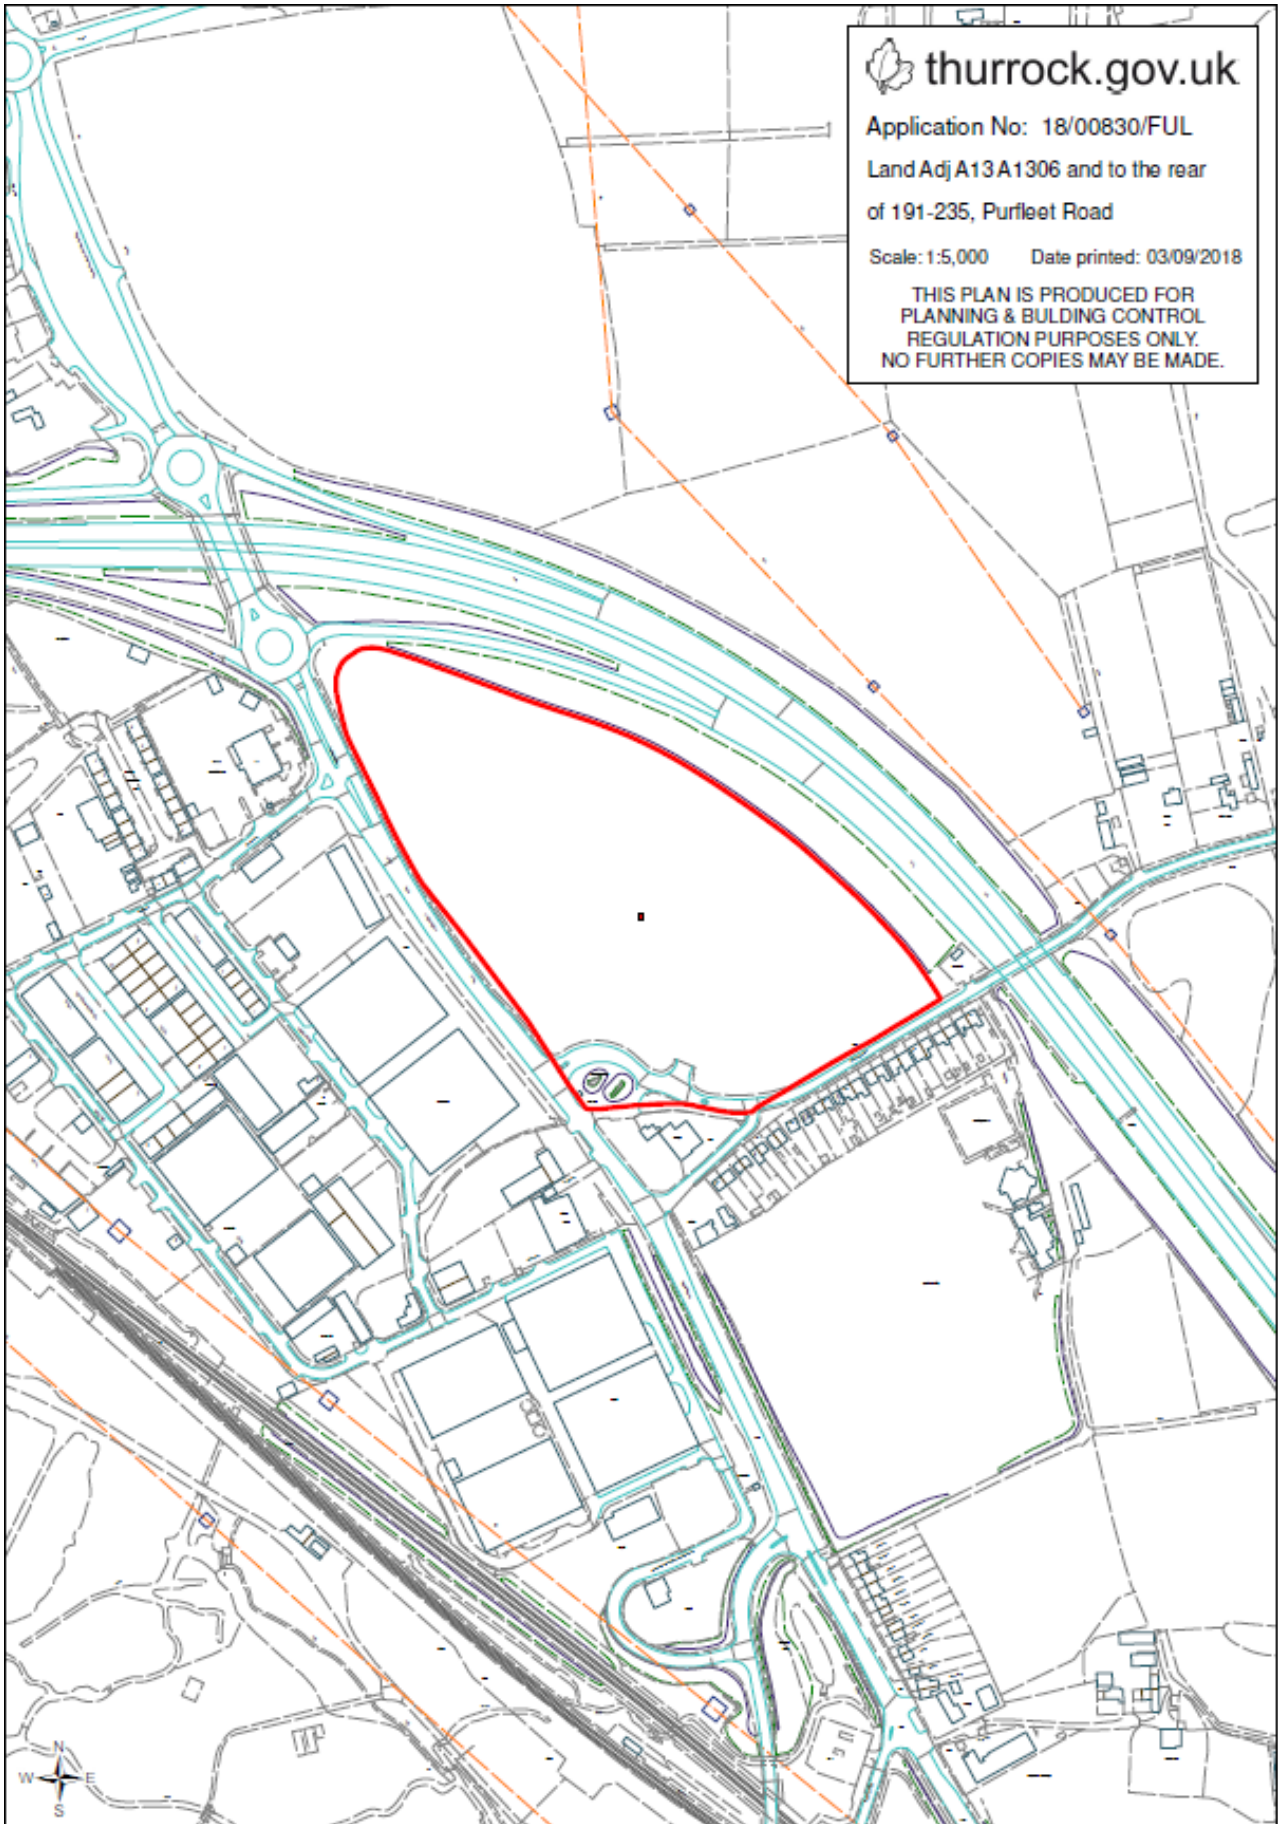 thurrock.gov.uk
Application No: 18/00830/FUL
Land Adj A13 A1306 and to the rear
of 191-235, Purfleet Road
Scale: 1:5,000 Date printed: 03/09/2018
THIS PLAN IS PRODUCED FOR
PLANNING & BULDING CONTROL
REGULATION PURPOSES ONLY.
NO FURTHER COPIES MAY BE MADE.
N
W E
S